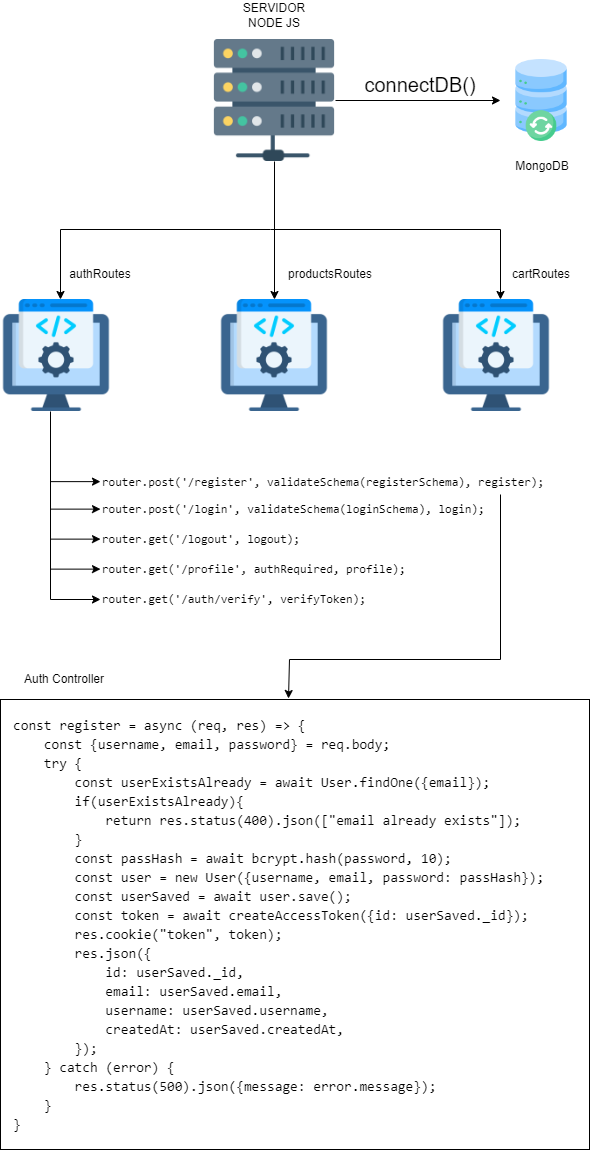 SERVIDOR
NODE JS
connectDB()
MongoDB
authRoutes
productsRoutes
cartRoutes
</>
</>
</>
router.post('/register', validateSchema(registerSchema), register);
router.post('/login', validateSchema(loginSchema), login);
router.get('/logout', logout);
router.get('/profile', authRequired, profile);
router.get('/auth/verify', verifyToken);
Auth Controller
const register = async (req, res) => {
    const {username, email, password} = req.body;
    try {
        const userExistsAlready = await User.findOne({email});
        if(userExistsAlready){
            return res.status(400).json(["email already exists"]);
        }
        const passHash = await bcrypt.hash(password, 10);
        const user = new User({username, email, password: passHash});
        const userSaved = await user.save();
        const token = await createAccessToken({id: userSaved._id});
        res.cookie("token", token);
        res.json({
            id: userSaved._id,
            email: userSaved.email,
            username: userSaved.username,
            createdAt: userSaved.createdAt,
        });
    } catch (error) {
        res.status(500).json({message: error.message});
    }
}